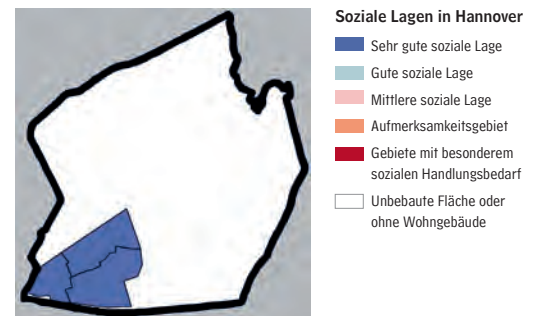 Soziale Lagen in Hannover
Sehr gute soziale Lage
Gute soziale Lage
Mittlere soziale Lage
Aufmerksamkeitsgebiet
Gebiete mit besonderem
sozialen Handlungsbedarf
Unbebaute Fläche oder
ohne Wohngebäude